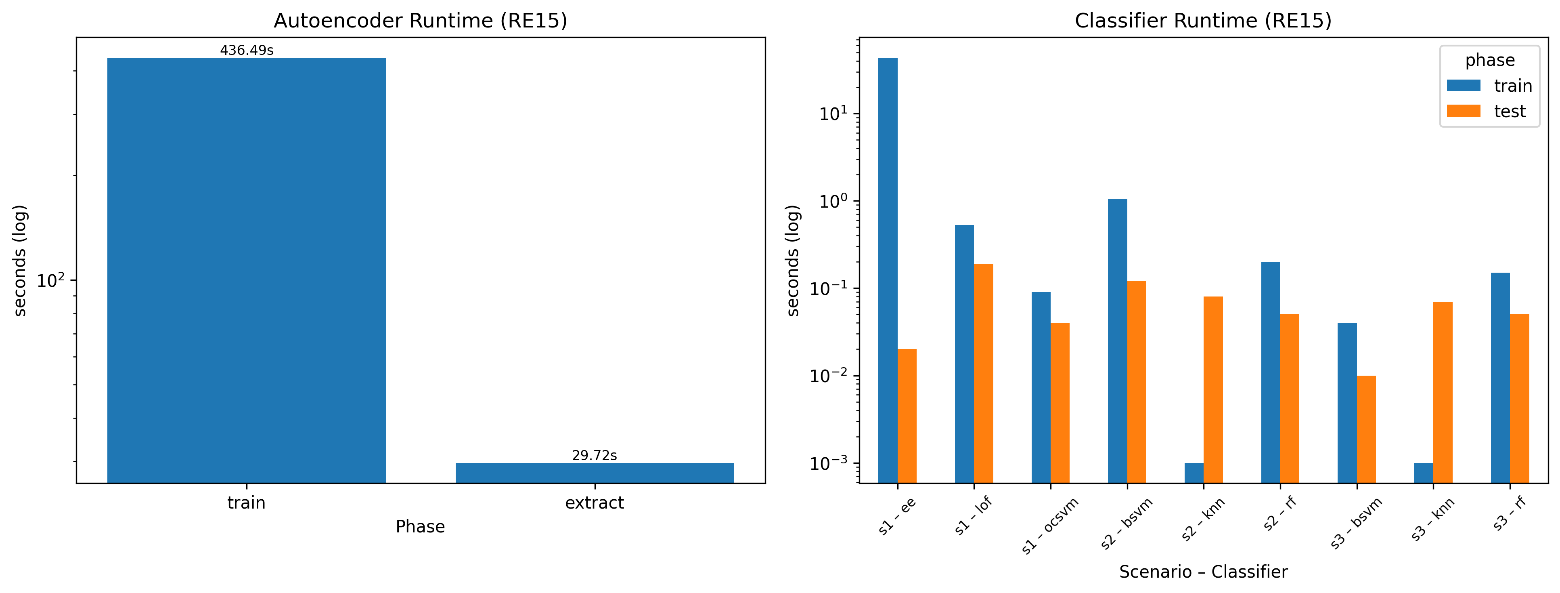 Autoencoder Runtime (RE15)
436.49s
29.72s
seconds (log)
10²
train
extract
Phase
Classifier Runtime (RE15)
phase
train
test
seconds (log)
10¹
10⁰
10⁻¹
10⁻²
10⁻³
s1 – ee
s1 – lof
s1 – ocsvm
s2 – bsvm
s2 – knn
s2 – rf
s3 – bsvm
s3 – knn
s3 – rf
Scenario – Classifier